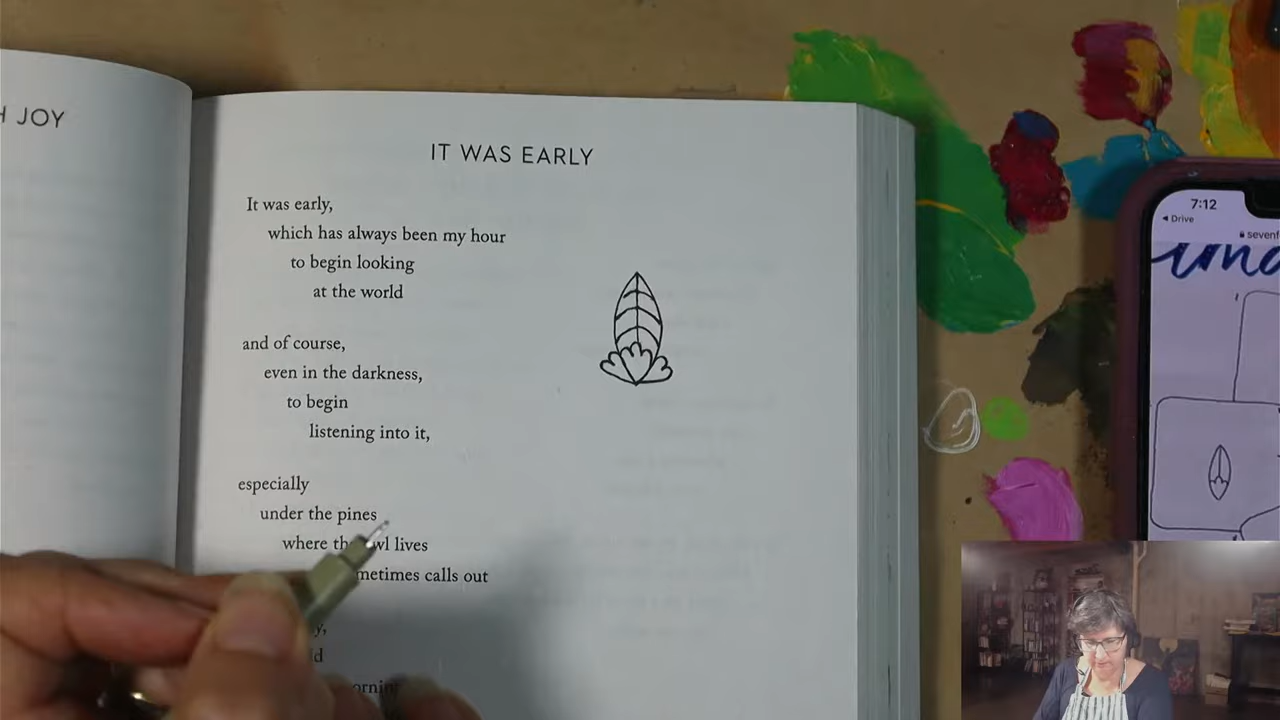 JOY
IT WAS EARLY
It was early,
which has always been my hour
to begin looking
at the world
and of course,
even in the darkness,
to begin
listening into it,
especially
under the pines
where lives
calls out
7:12
Drive